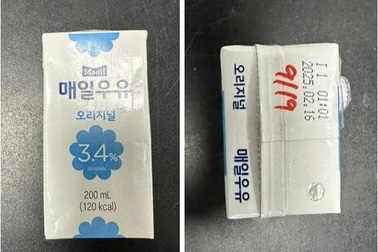 Maeil
매일우유
오리지널
3.4%
ORIGINAL
200 mL
(120 kcal)
오리지널
매일우유
9/19
I 1 01:01
2025.02.16